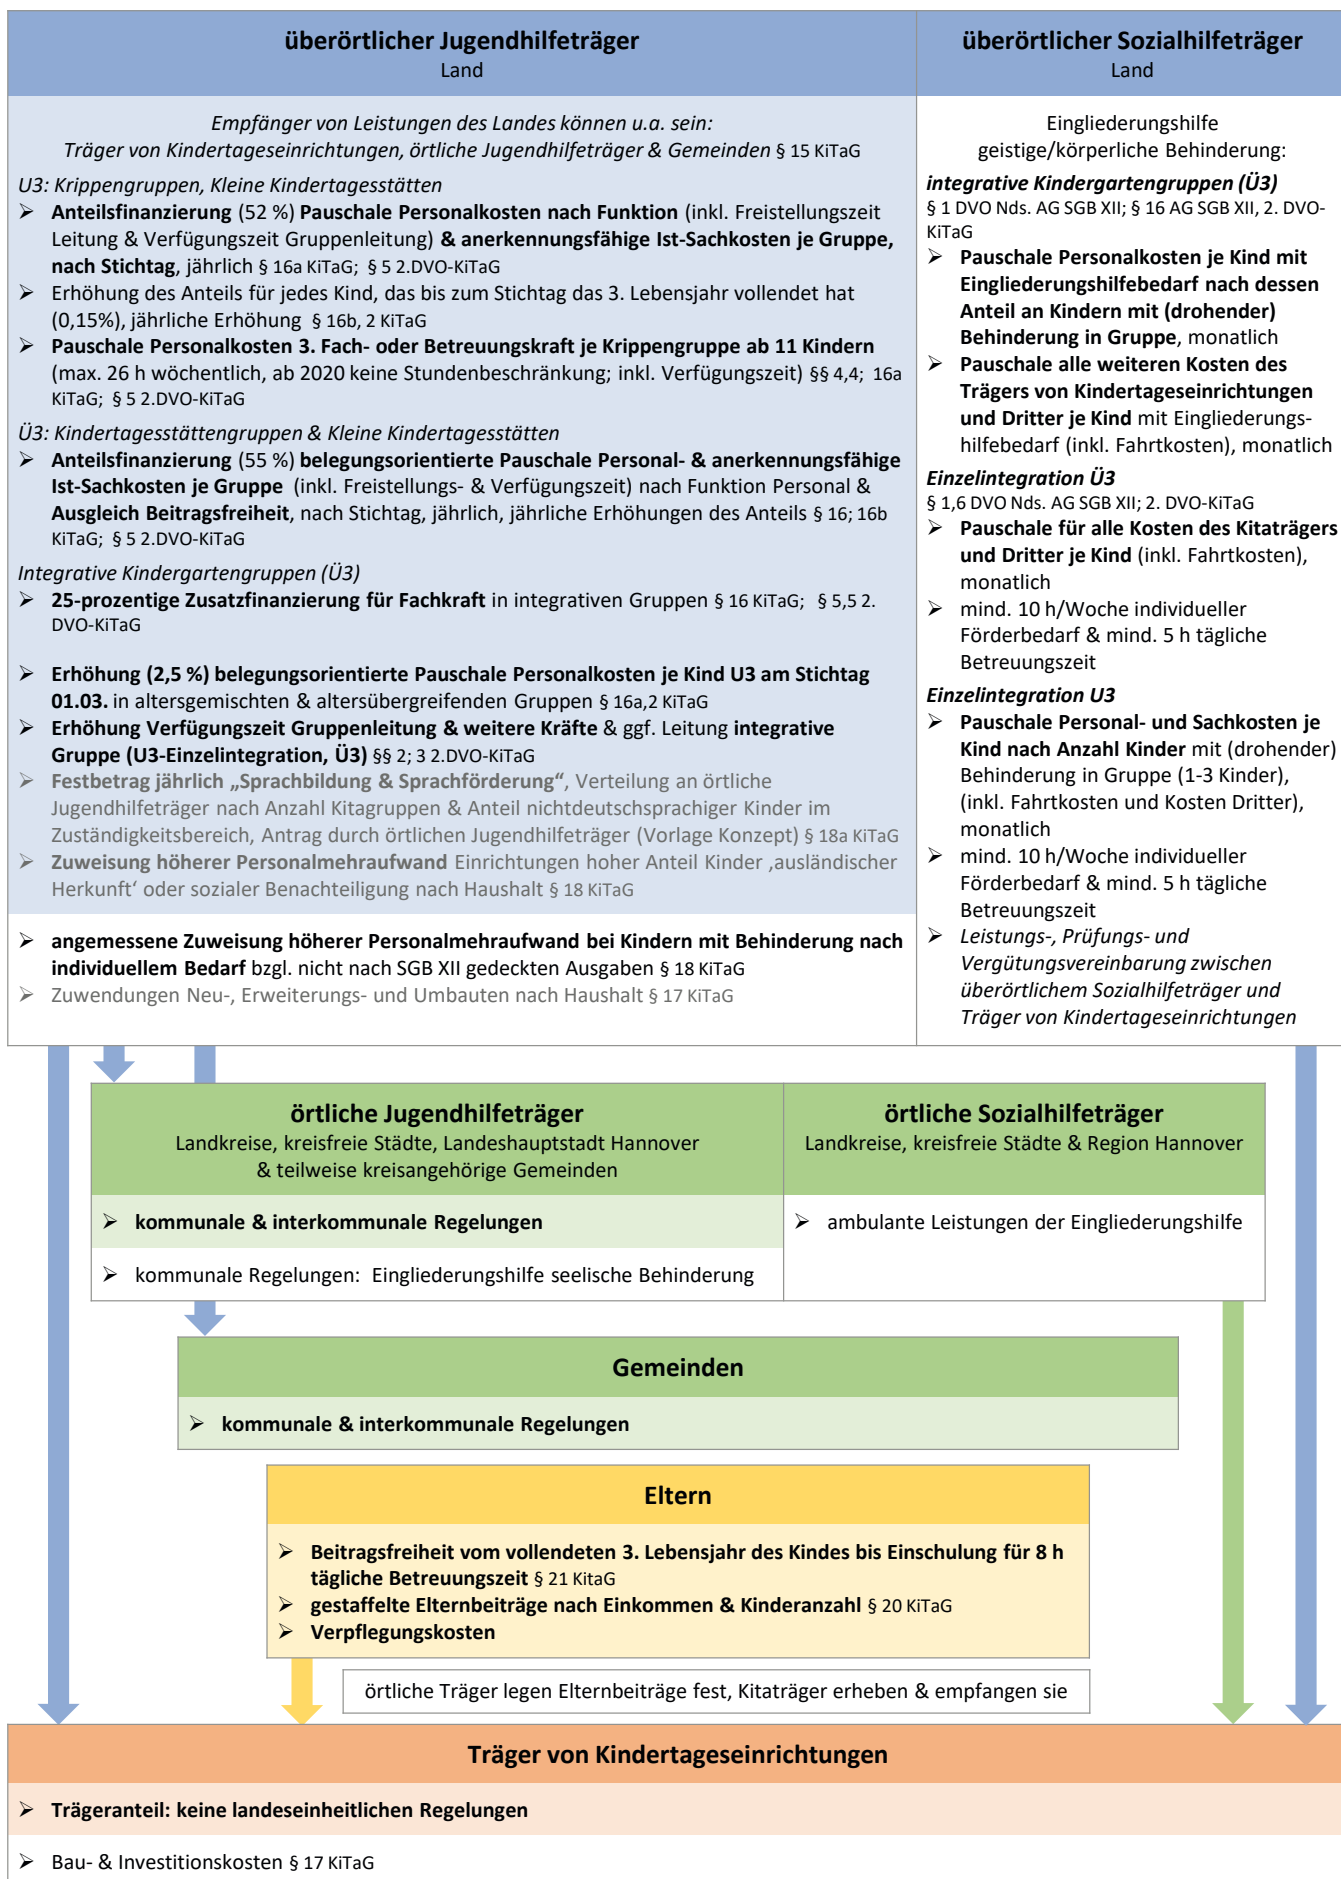 überörtlicher Jugendhilfeträger
Land
Empfänger von Leistungen des Landes können u.a. sein:
Träger von Kindertageseinrichtungen, örtliche Jugendhilfeträger & Gemeinden § 15 KiTaG
U3: Krippengruppen, Kleine Kindertagesstätten
➢ Anteilsfinanzierung (52 %) Pauschale Personalkosten nach Funktion (inkl. Freistellungszeit
Leitung & Verfügungszeit Gruppenleitung) & anerkennungsfähige Ist-Sachkosten je Gruppe,
nach Stichtag, jährlich § 16a KiTaG; § 5 2.DVO-KiTaG
➢ Erhöhung des Anteils für jedes Kind, das bis zum Stichtag das 3. Lebensjahr vollendet hat
(0,15%), jährliche Erhöhung § 16b, 2 KiTaG
➢ Pauschale Personalkosten 3. Fach- oder Betreuungskraft je Krippengruppe ab 11 Kindern
(max. 26 h wöchentlich, ab 2020 keine Stundenbeschränkung; inkl. Verfügungszeit) §§ 4,4; 16a
KiTaG; § 5 2.DVO-KiTaG
Ü3: Kindertagesstättengruppen & Kleine Kindertagesstätten
➢ Anteilsfinanzierung (55 %) belegungsorientierte Pauschale Personal- & anerkennungsfähige
Ist-Sachkosten je Gruppe (inkl. Freistellungs- & Verfügungszeit) nach Funktion Personal &
Ausgleich Beitragsfreiheit, nach Stichtag, jährlich, jährliche Erhöhungen des Anteils § 16; 16b
KiTaG; § 5 2.DVO-KiTaG
Integrative Kindergartengruppen (Ü3)
➢ 25-prozentige Zusatzfinanzierung für Fachkraft in integrativen Gruppen § 16 KiTaG; § 5,5 2.
DVO-KiTaG
➢ Erhöhung (2,5 %) belegungsorientierte Pauschale Personalkosten je Kind U3 am Stichtag
01.03. in altersgemischten & altersübergreifenden Gruppen § 16a,2 KiTaG
➢ Erhöhung Verfügungszeit Gruppenleitung & weitere Kräfte & ggf. Leitung integrative
Gruppe (U3-Einzelintegration, Ü3) §§ 2; 3 2.DVO-KiTaG
➢ Festbetrag jährlich „Sprachbildung & Sprachförderung“, Verteilung an örtliche
Jugendhilfeträger nach Anzahl Kitagruppen & Anteil nichtdeutschsprachiger Kinder im
Zuständigkeitsbereich, Antrag durch örtlichen Jugendhilfeträger (Vorlage Konzept) § 18a KiTaG
➢ Zuweisung höherer Personalmehraufwand Einrichtungen hoher Anteil Kinder ‚ausländischer
Herkunft‘ oder sozialer Benachteiligung nach Haushalt § 18 KiTaG
➢ angemessene Zuweisung höherer Personalmehraufwand bei Kindern mit Behinderung nach
individuellem Bedarf bzgl. nicht nach SGB XII gedeckten Ausgaben § 18 KiTaG
➢ Zuwendungen Neu-, Erweiterungs- und Umbauten nach Haushalt § 17 KiTaG
überörtlicher Sozialhilfeträger
Land
Eingliederungshilfe
geistige/körperliche Behinderung:
integrative Kindergartengruppen (Ü3)
§ 1 DVO Nds. AG SGB XII; § 16 AG SGB XII, 2. DVO-
KiTaG
➢ Pauschale Personalkosten je Kind mit
Eingliederungshilfebedarf nach dessen
Anteil an Kindern mit (drohender)
Behinderung in Gruppe, monatlich
➢ Pauschale alle weiteren Kosten des
Trägers von Kindertageseinrichtungen
und Dritter je Kind mit Eingliederungs-
hilfebedarf (inkl. Fahrtkosten), monatlich
Einzelintegration Ü3
§ 1,6 DVO Nds. AG SGB XII; 2. DVO-KiTaG
➢ Pauschale für alle Kosten des Kitaträgers
und Dritter je Kind (inkl. Fahrtkosten),
monatlich
➢ mind. 10 h/Woche individueller
Förderbedarf & mind. 5 h tägliche
Betreuungszeit
Einzelintegration U3
➢ Pauschale Personal- und Sachkosten je
Kind nach Anzahl Kinder mit (drohender)
Behinderung in Gruppe (1-3 Kinder),
(inkl. Fahrtkosten und Kosten Dritter),
monatlich
➢ mind. 10 h/Woche individueller
Förderbedarf & mind. 5 h tägliche
Betreuungszeit
➢ Leistungs-, Prüfungs- und
Vergütungsvereinbarung zwischen
überörtlichem Sozialhilfeträger und
Träger von Kindertageseinrichtungen
örtliche Jugendhilfeträger
Landkreise, kreisfreie Städte, Landeshauptstadt Hannover
& teilweise kreisangehörige Gemeinden
➢ kommunale & interkommunale Regelungen
➢ kommunale Regelungen: Eingliederungshilfe seelische Behinderung
örtliche Sozialhilfeträger
Landkreise, kreisfreie Städte & Region Hannover
➢ ambulante Leistungen der Eingliederungshilfe
Gemeinden
➢ kommunale & interkommunale Regelungen
Eltern
➢ Beitragsfreiheit vom vollendeten 3. Lebensjahr des Kindes bis Einschulung für 8 h
tägliche Betreuungszeit § 21 KitaG
➢ gestaffelte Elternbeiträge nach Einkommen & Kinderanzahl § 20 KiTaG
➢ Verpflegungskosten
örtliche Träger legen Elternbeiträge fest, Kitaträger erheben & empfangen sie
Träger von Kindertageseinrichtungen
➢ Trägeranteil: keine landeseinheitlichen Regelungen
➢ Bau- & Investitionskosten § 17 KiTaG